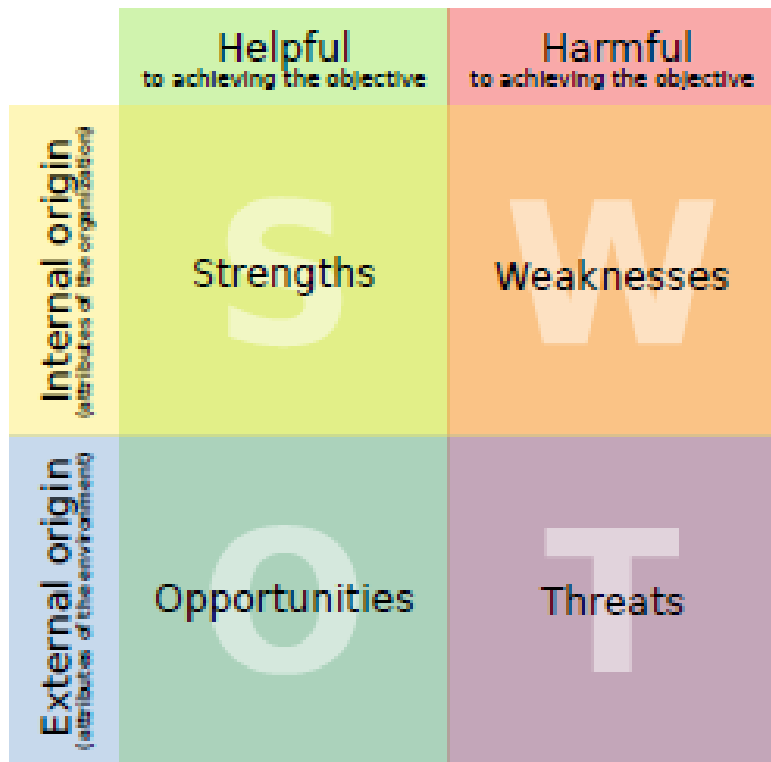 Helpful
to achieving the objective
Harmful
to achieving the objective
Internal origin
(attributes of the organization)
S
Strengths
W
Weaknesses
External origin
(attributes of the environment)
O
Opportunities
T
Threats